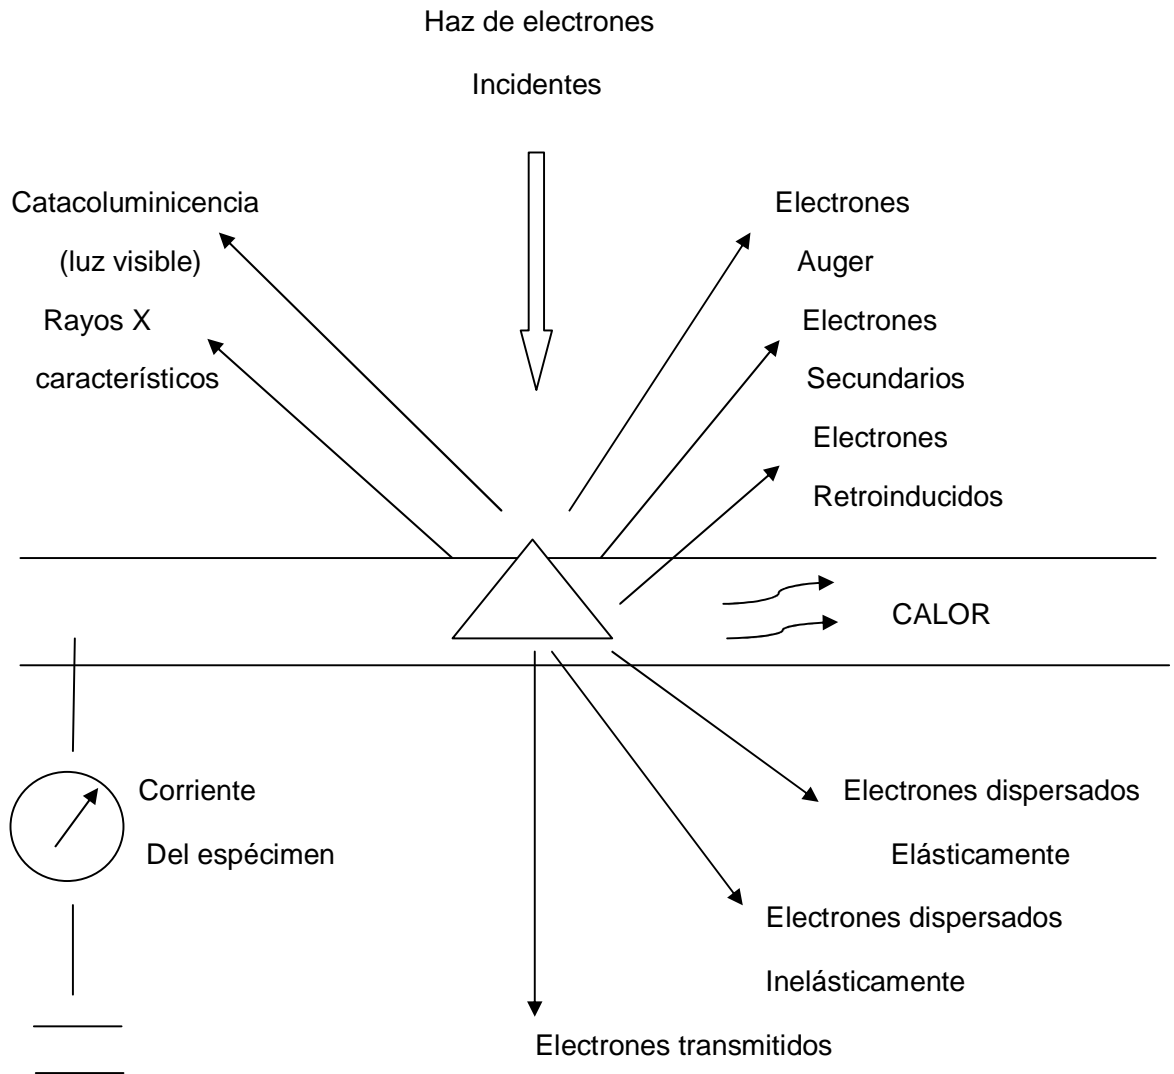 Haz de electrones
Incidentes
Catacoluminicencia
(luz visible)
Rayos X
característicos
Electrones
Auger
Electrones
Secundarios
Electrones
Retroinducidos
CALOR
Corriente
Del espécimen
Electrones dispersados
Elásticamente
Electrones dispersados
Inelásticamente
Electrones transmitidos